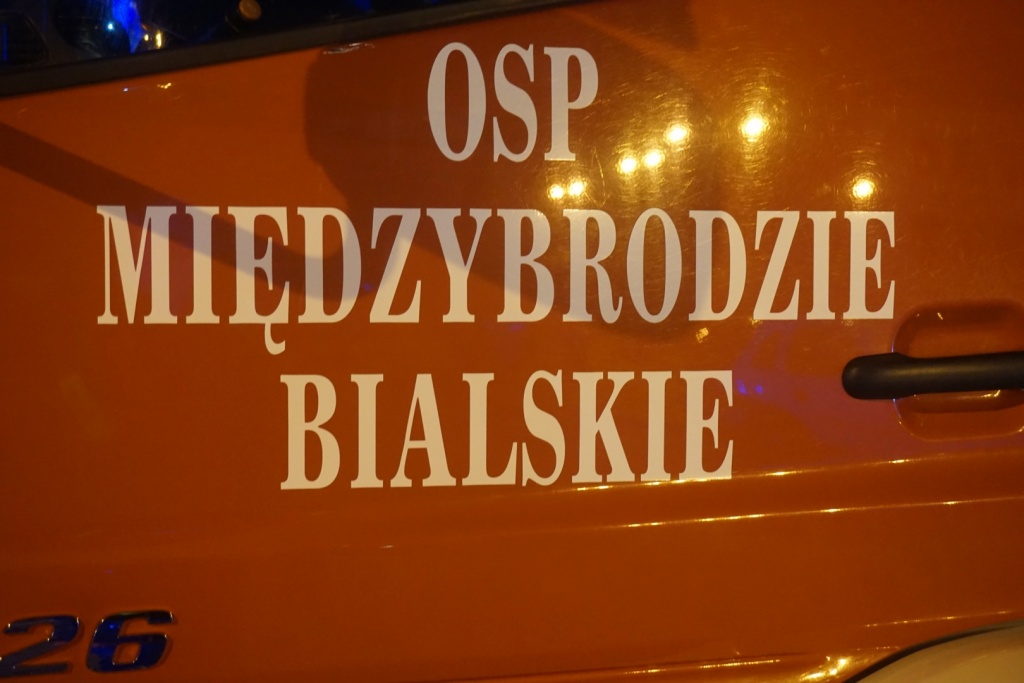 OSP
MIĘDZYBRODZIE
BIALSKIE
26